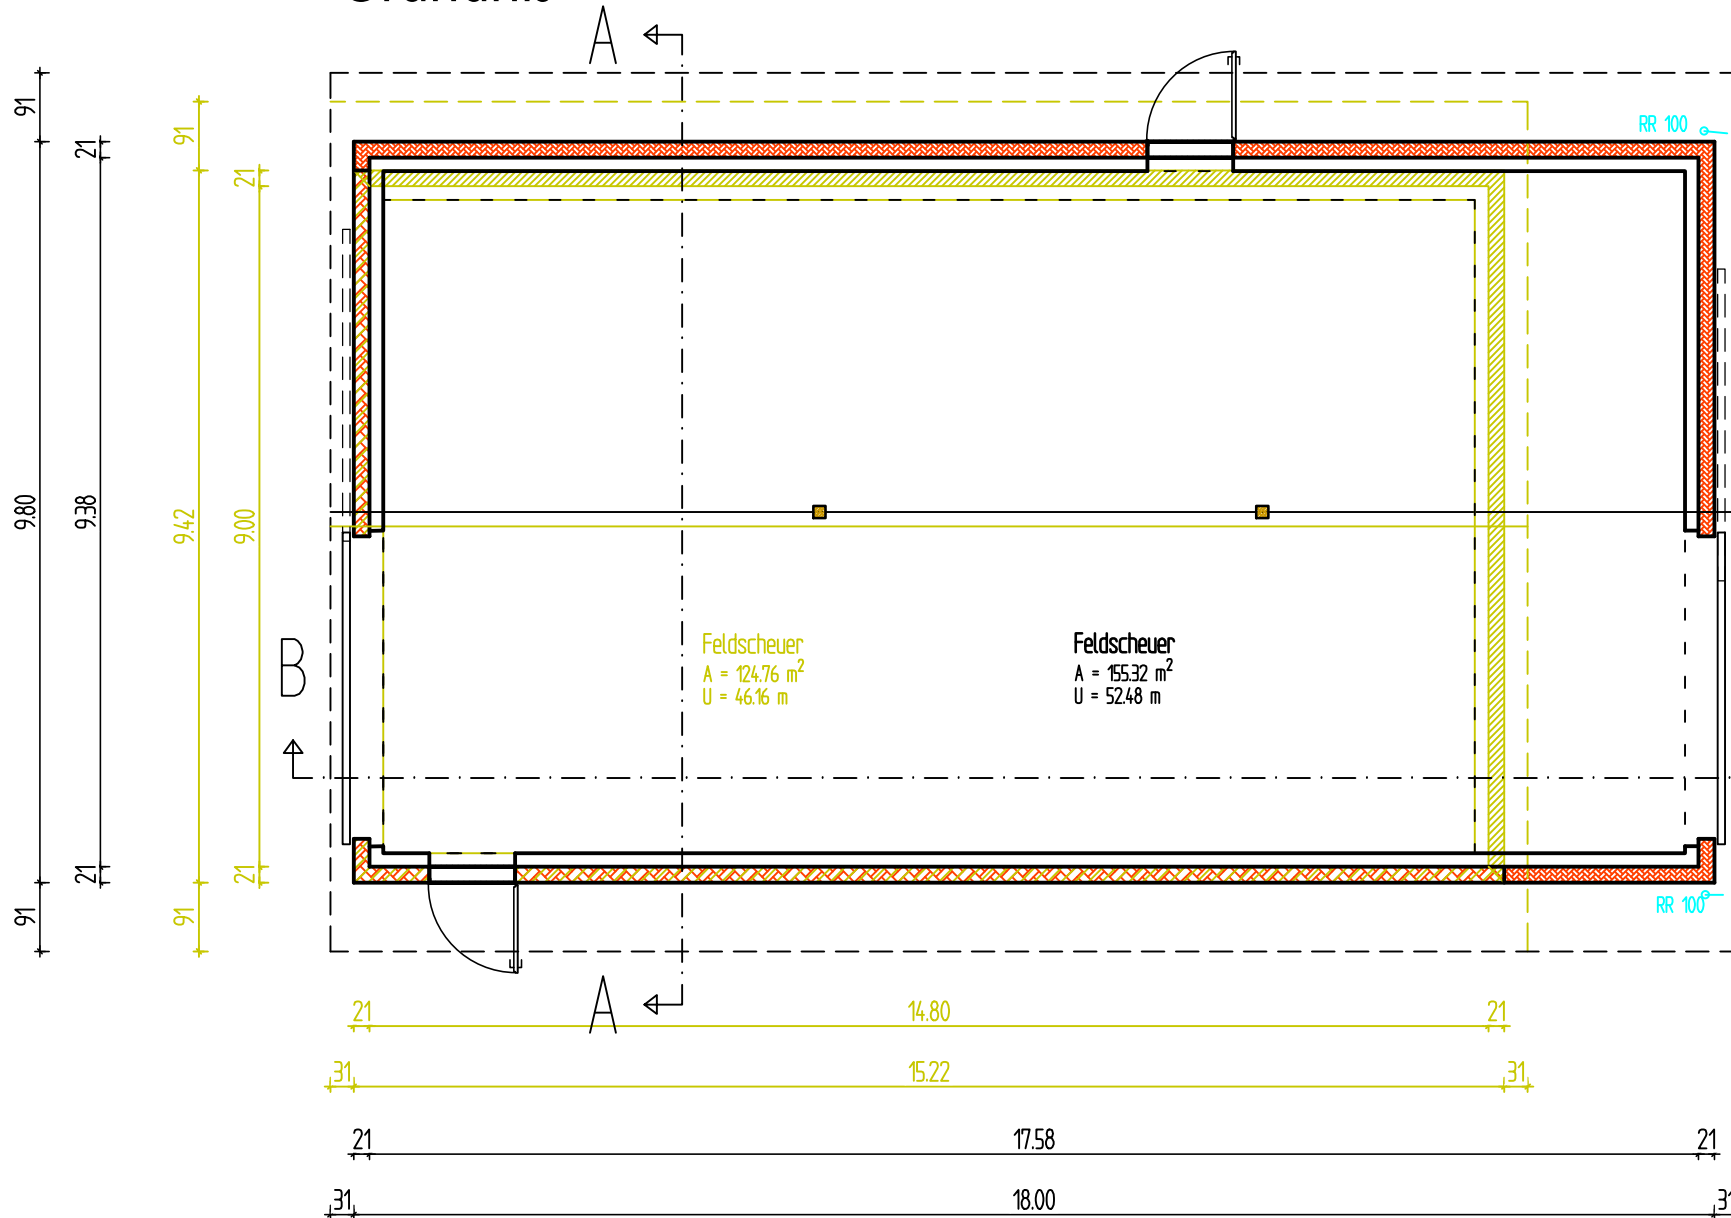 A
91
21
91
21
RR 100
9.80
9.38
9.42
9.00
Feldscheuer
A = 124.76 m²
U = 46.16 m
Feldscheuer
A = 155.32 m²
U = 52.48 m
B
21
21
91
91
RR 100
A
21
14.80
21
31
15.22
31
21
17.58
21
31
18.00